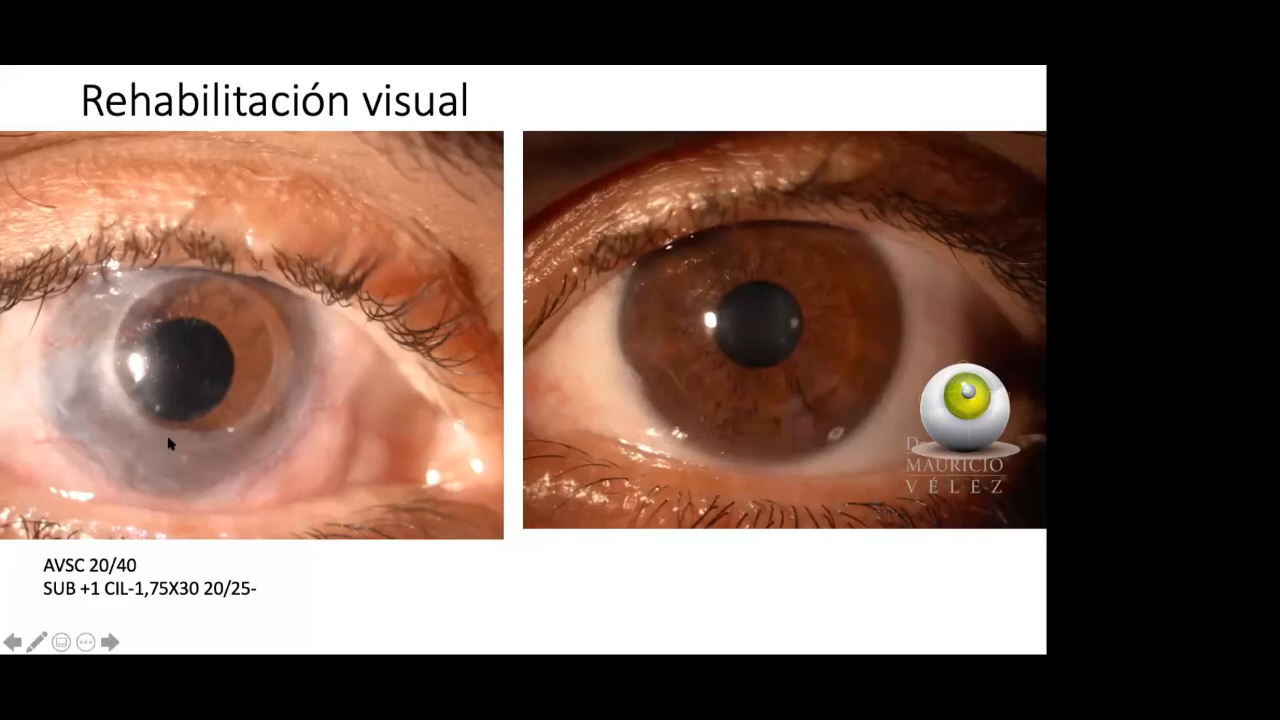 Rehabilitación visual
MAURICIO
VÉLEZ
AVSC 20/40
SUB +1 CIL-1,75X30 20/25-